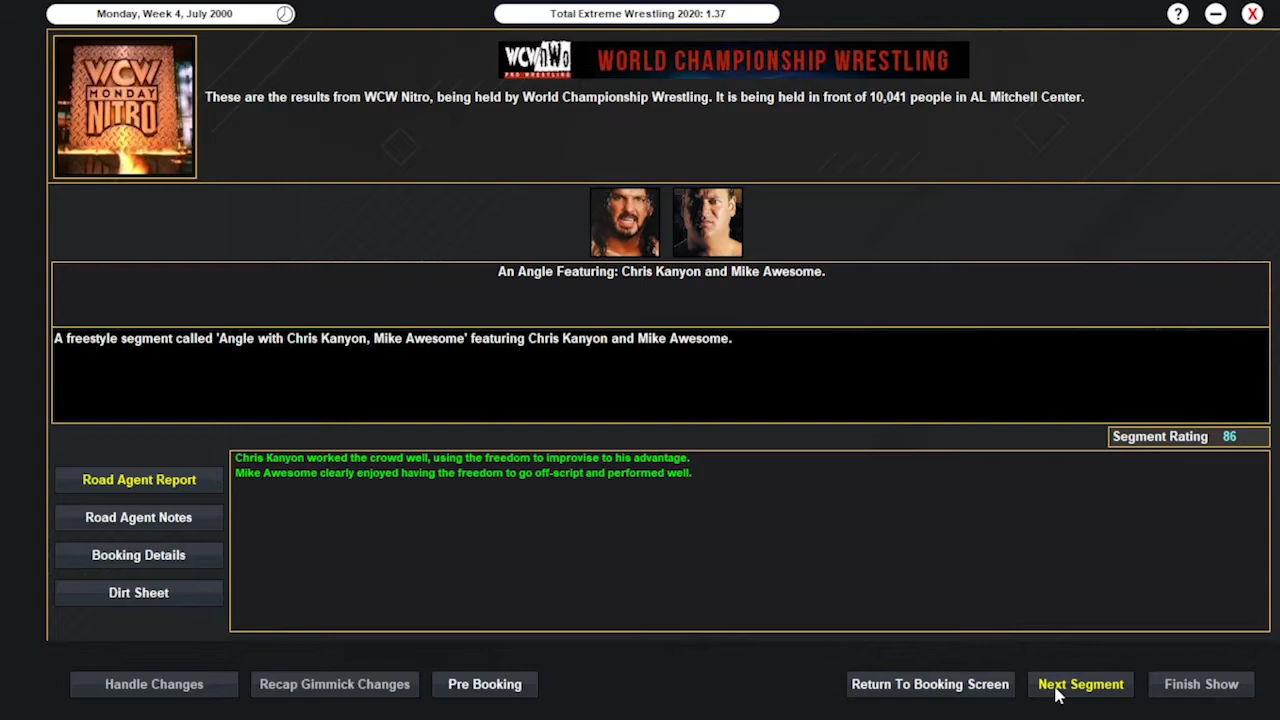 Monday, Week 4, July 2000
Total Extreme Wrestling 2020: 1.37
?
X
WCW
MONDAY
NITRO
WCW nWo
PRO WRESTLING
WORLD CHAMPIONSHIP WRESTLING
These are the results from WCW Nitro, being held by World Championship Wrestling. It is being held in front of 10,041 people in AL Mitchell Center.
An Angle Featuring: Chris Kanyon and Mike Awesome.
A freestyle segment called 'Angle with Chris Kanyon, Mike Awesome' featuring Chris Kanyon and Mike Awesome.
Segment Rating 86
Chris Kanyon worked the crowd well, using the freedom to improvise to his advantage.
Mike Awesome clearly enjoyed having the freedom to go off-script and performed well.
Road Agent Report
Road Agent Notes
Booking Details
Dirt Sheet
Handle Changes
Recap Gimmick Changes
Pre Booking
Return To Booking Screen
Next Segment
Finish Show